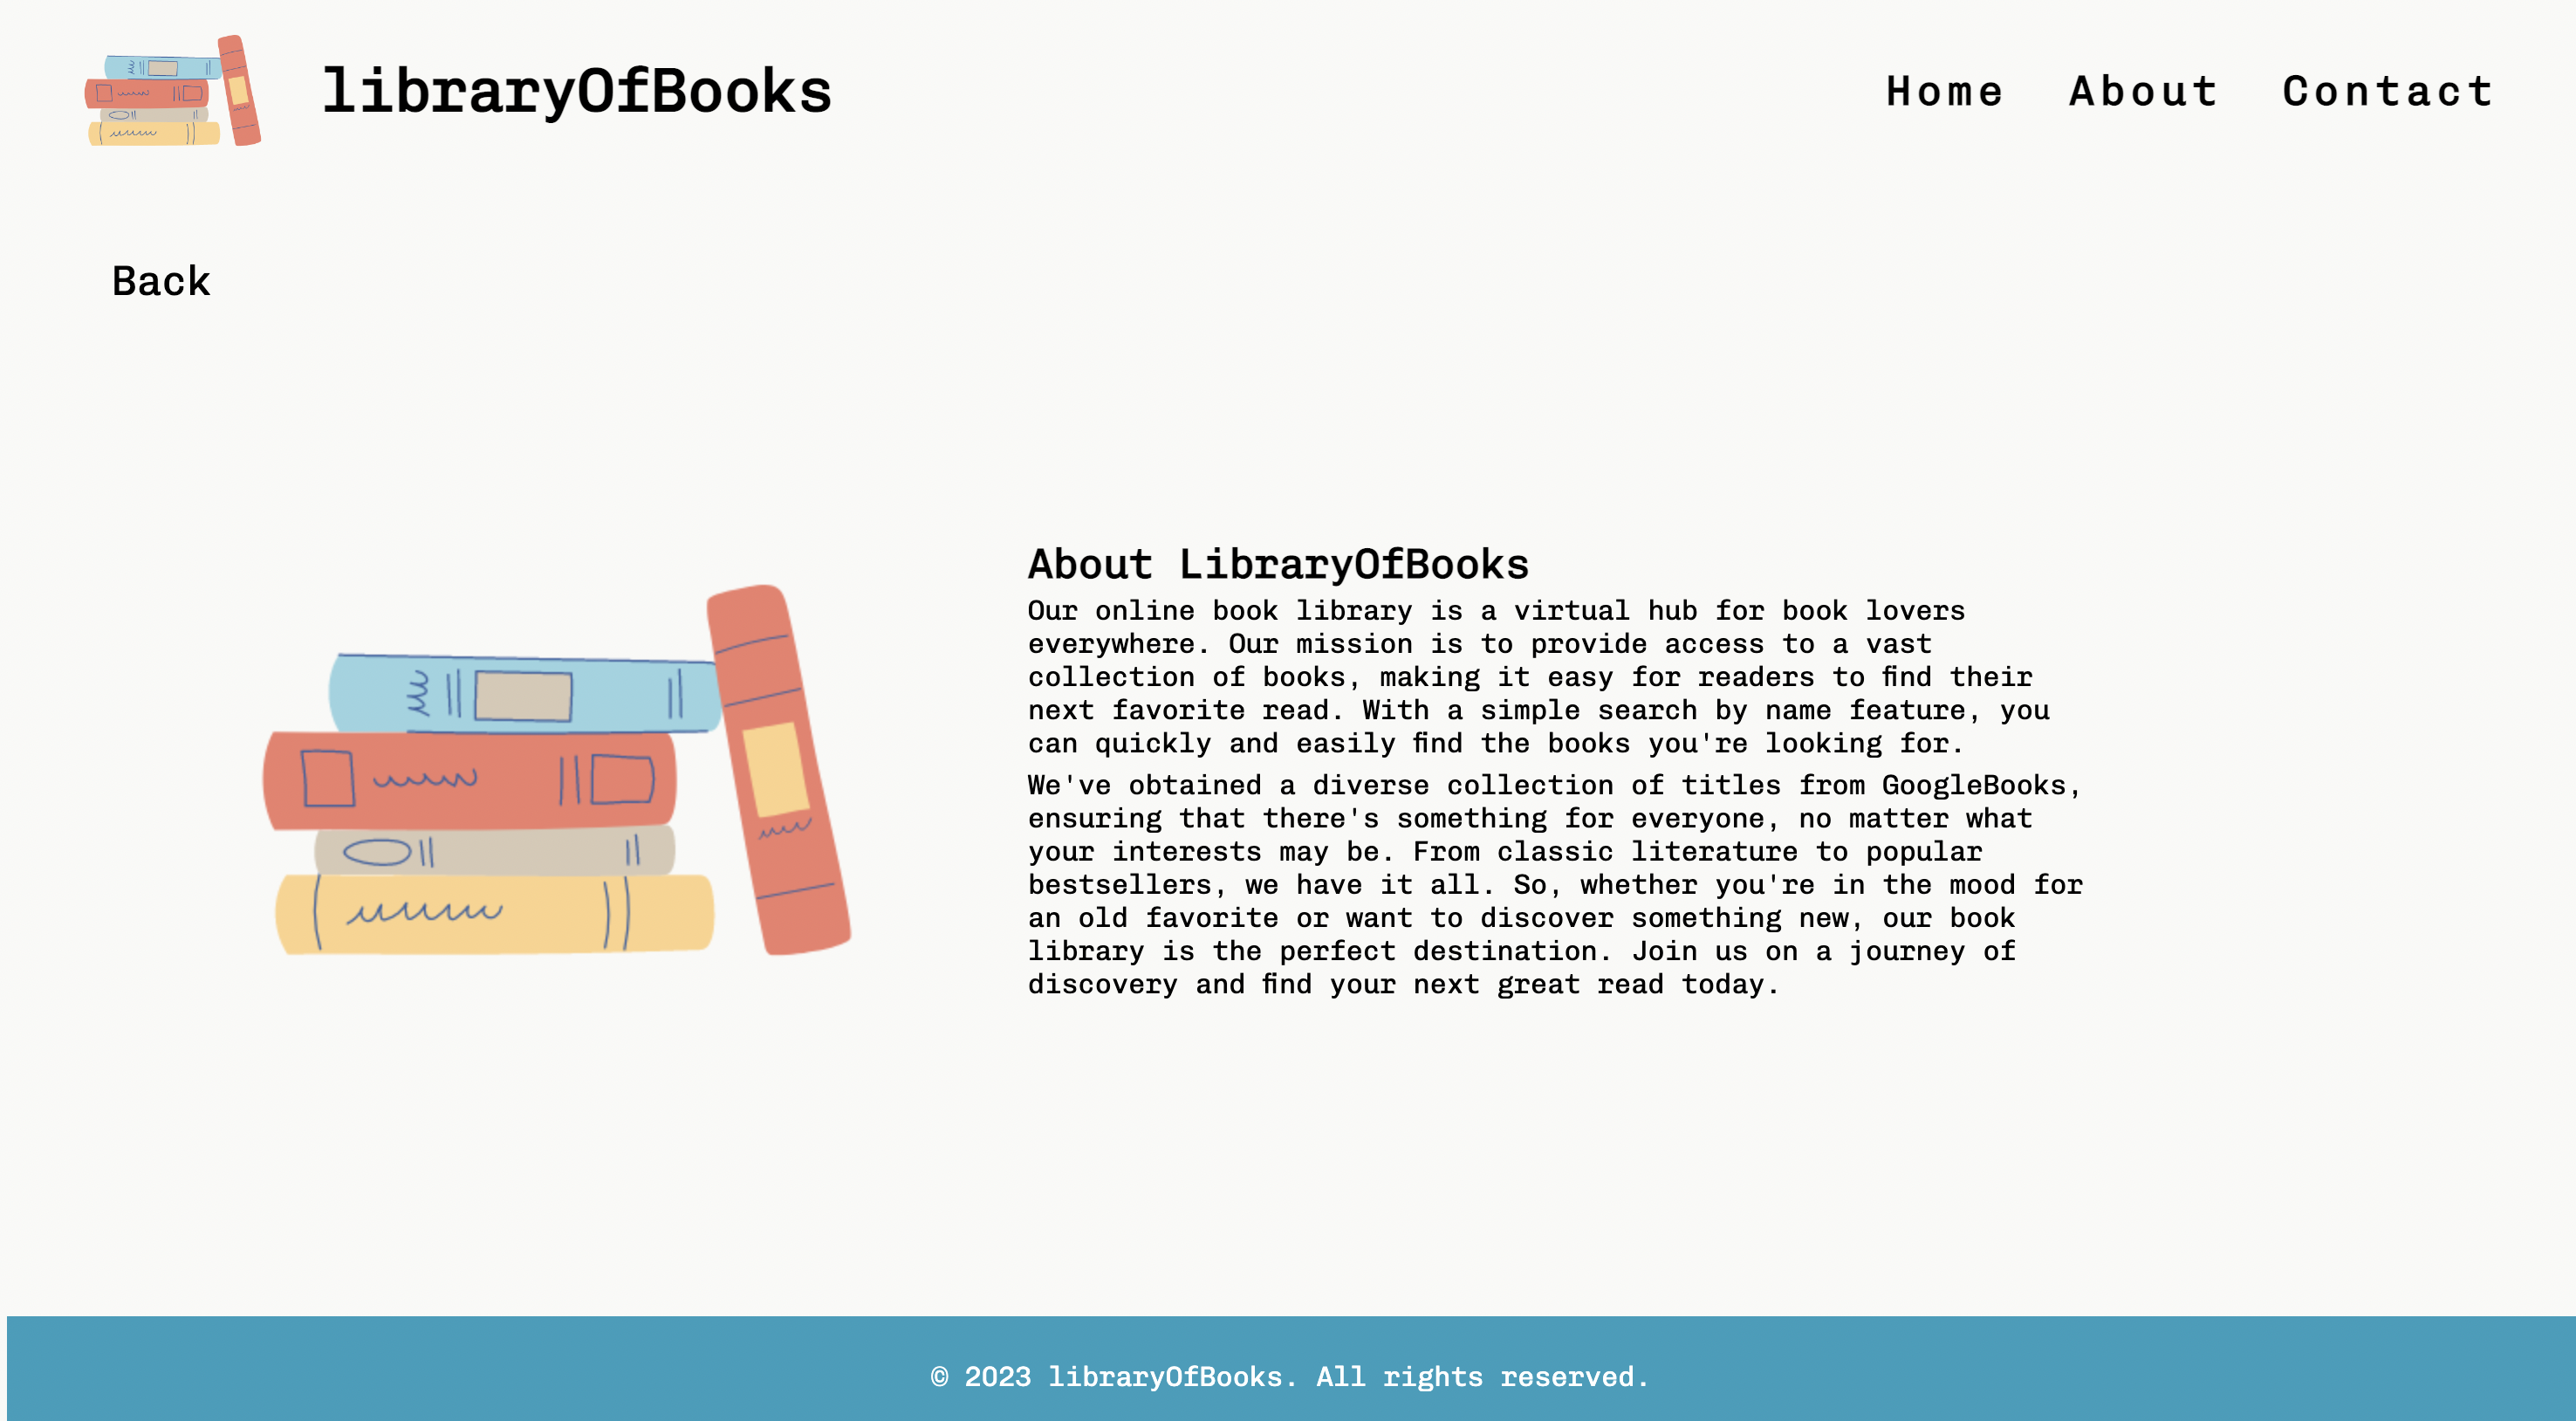 libraryOfBooks
Home About Contact
Back
About LibraryOfBooks
Our online book library is a virtual hub for book lovers
everywhere. Our mission is to provide access to a vast
collection of books, making it easy for readers to find their
next favorite read. With a simple search by name feature, you
can quickly and easily find the books you're looking for.
We've obtained a diverse collection of titles from GoogleBooks,
ensuring that there's something for everyone, no matter what
your interests may be. From classic literature to popular
bestsellers, we have it all. So, whether you're in the mood for
an old favorite or want to discover something new, our book
library is the perfect destination. Join us on a journey of
discovery and find your next great read today.
© 2023 libraryOfBooks. All rights reserved.